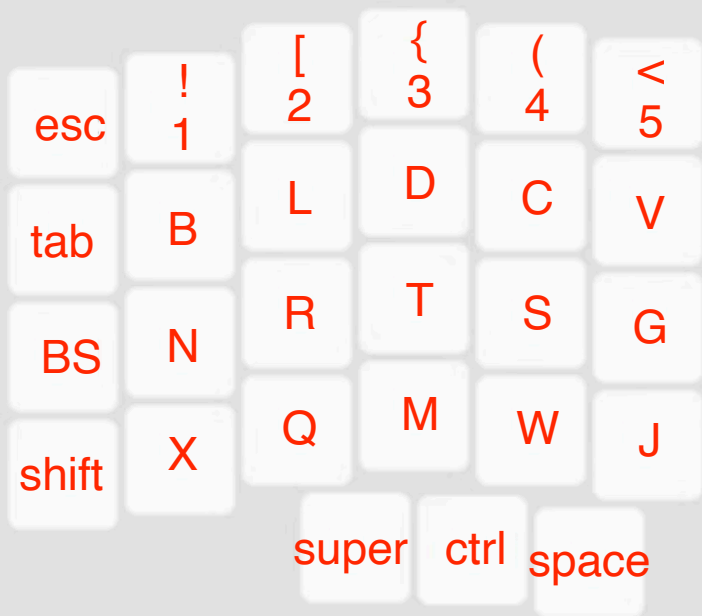 esc ! 1 [ 2 { 3 ( 4 < 5
tab B L D C V
BS N R T S G
shift X Q M W J
super ctrl space